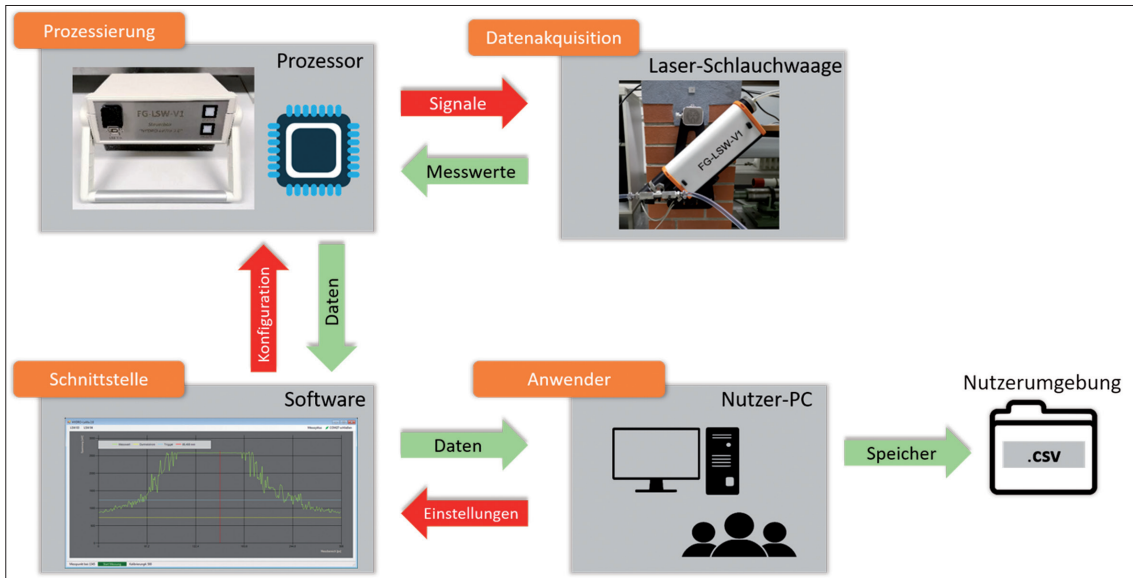 Prozessierung
Prozessor
FG-LSW-V1
Signale
Messwerte
Datenakquisition
Laser-Schlauchwaage
FG-LSW-V1
Konfiguration
Daten
Schnittstelle
Software
Daten
Einstellungen
Anwender
Nutzer-PC
Speicher
Nutzerumgebung
.csv